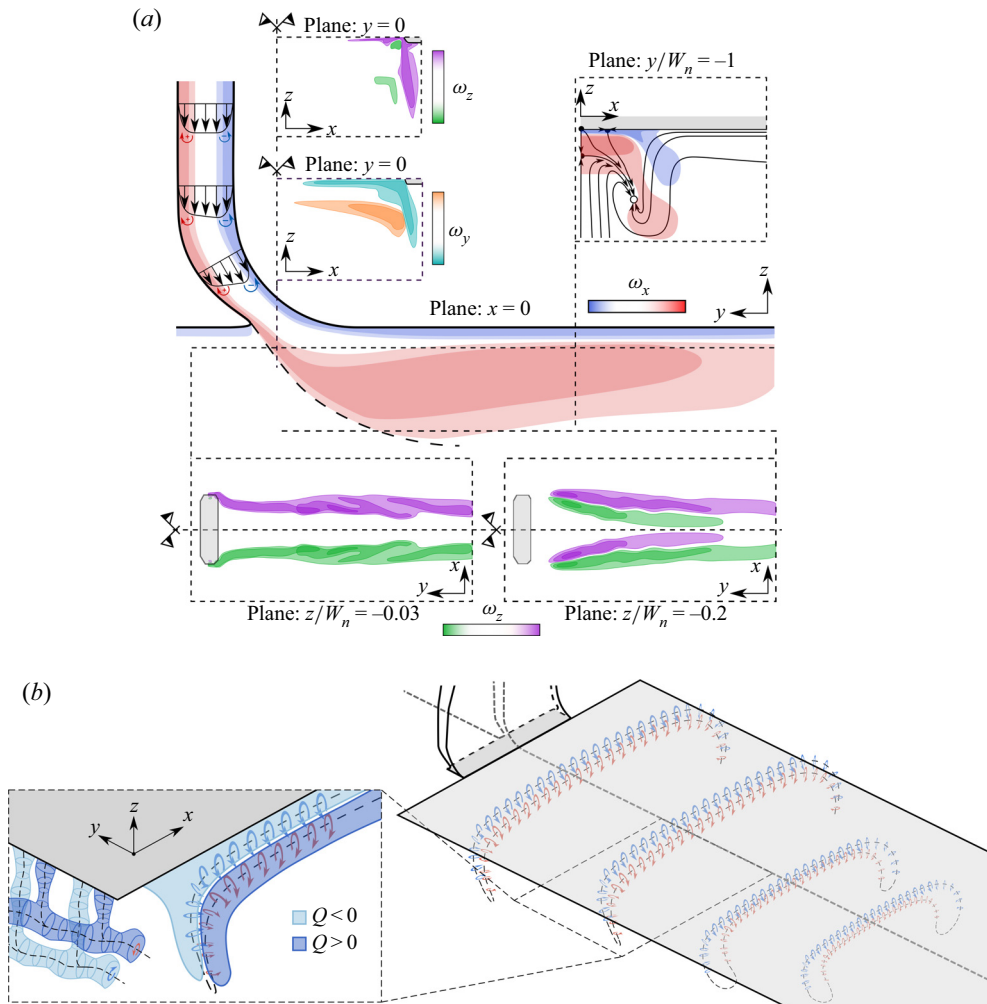 (a)
Plane: y = 0
z
x
ω_z
Plane: y/W_n = –1
z
x
Plane: y = 0
z
x
ω_y
+
–
+
–
+
–
Plane: x = 0
ω_x
z
y
x
y
x
y
Plane: z/W_n = –0.03
ω_z
Plane: z/W_n = –0.2
(b)
z
y
x
Q < 0
Q > 0